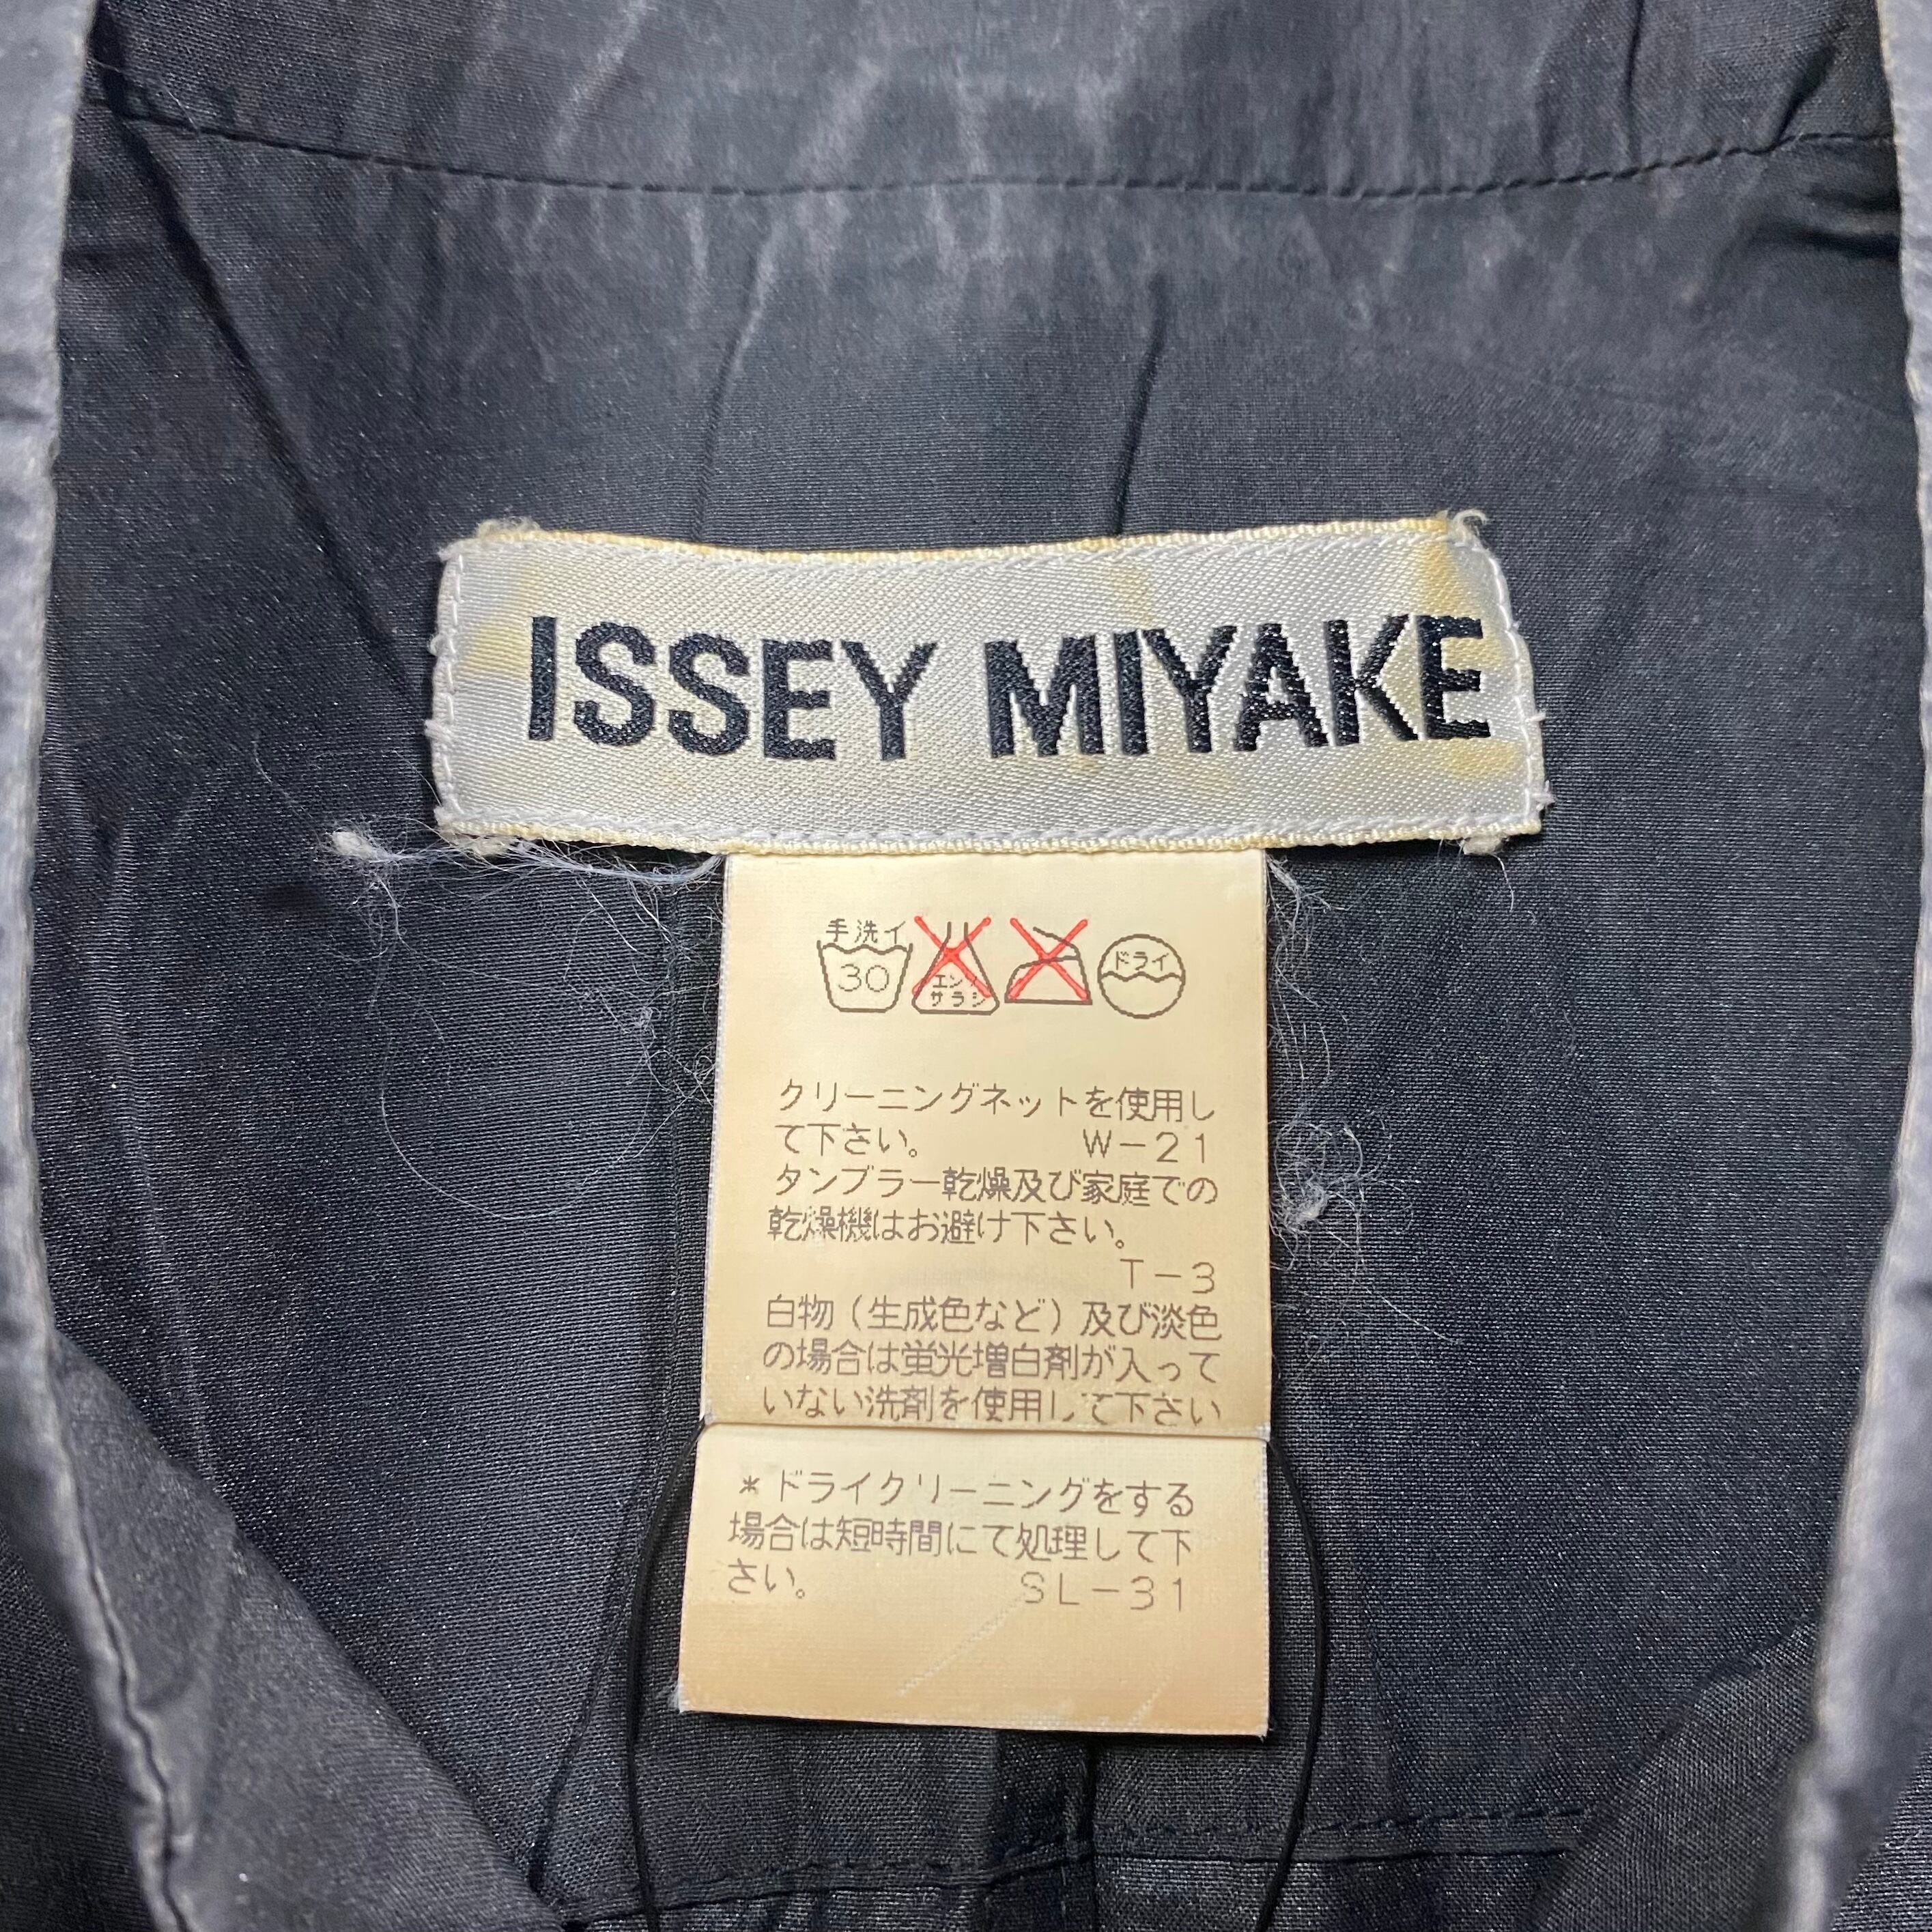 ISSEY MIYAKE
手洗イ
30
エンソ
サラシ
ドライ
クリーニングネットを使用し
て下さい。 W-21
タンブラー乾燥及び家庭での
乾燥機はお避け下さい。
T-3
白物(生成色など)及び淡色
の場合は蛍光増白剤が入って
いない洗剤を使用して下さい
*ドライクリーニングをする
場合は短時間にて処理して下
さい。 SL-31